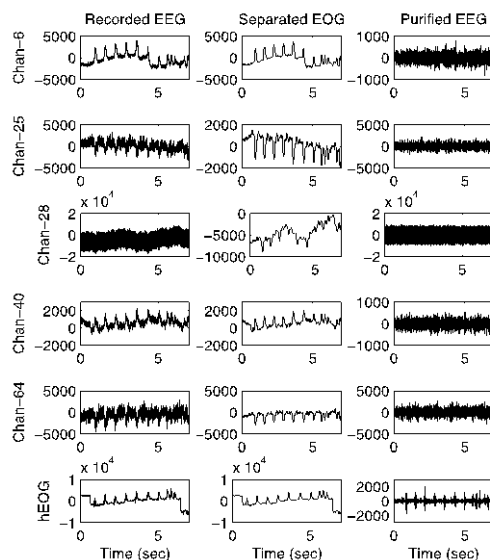 Recorded EEG Separated EOG Purified EEG
Chan-6
5000 0 -5000 0 5
5000 0 -5000 0 5
1000 0 -1000 0 5
Chan-25
5000 0 -5000 0 5
2000 0 -2000 0 5
5000 0 -5000 0 5
Chan-28
x 10^4 2 0 -2 0 5
0 -5000 -10000 0 5
x 10^4 2 0 -2 0 5
Chan-40
2000 0 -2000 0 5
2000 0 -2000 0 5
1000 0 -1000 0 5
Chan-64
5000 0 -5000 0 5
5000 0 -5000 0 5
5000 0 -5000 0 5
hEOG
x 10^4 1 0 -1 0 5
x 10^4 1 0 -1 0 5
2000 0 -2000 0 5
Time (sec) Time (sec) Time (sec)